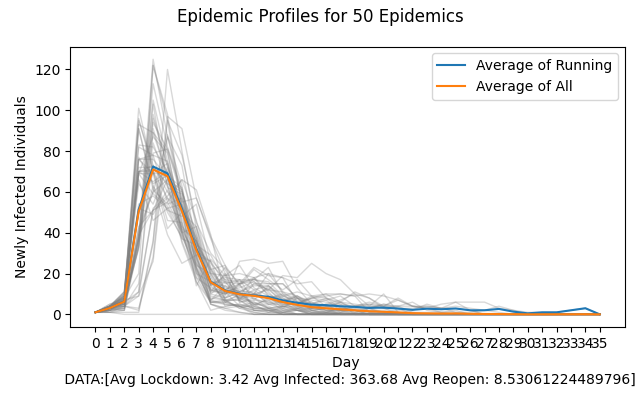 Epidemic Profiles for 50 Epidemics
Average of Running
Average of All
Newly Infected Individuals
120
100
80
60
40
20
0
0 1 2 3 4 5 6 7 8 9 10 11 12 13 14 15 16 17 18 19 20 21 22 23 24 25 26 27 28 29 30 31 32 33 34 35
Day
DATA:[Avg Lockdown: 3.42 Avg Infected: 363.68 Avg Reopen: 8.53061224489796]